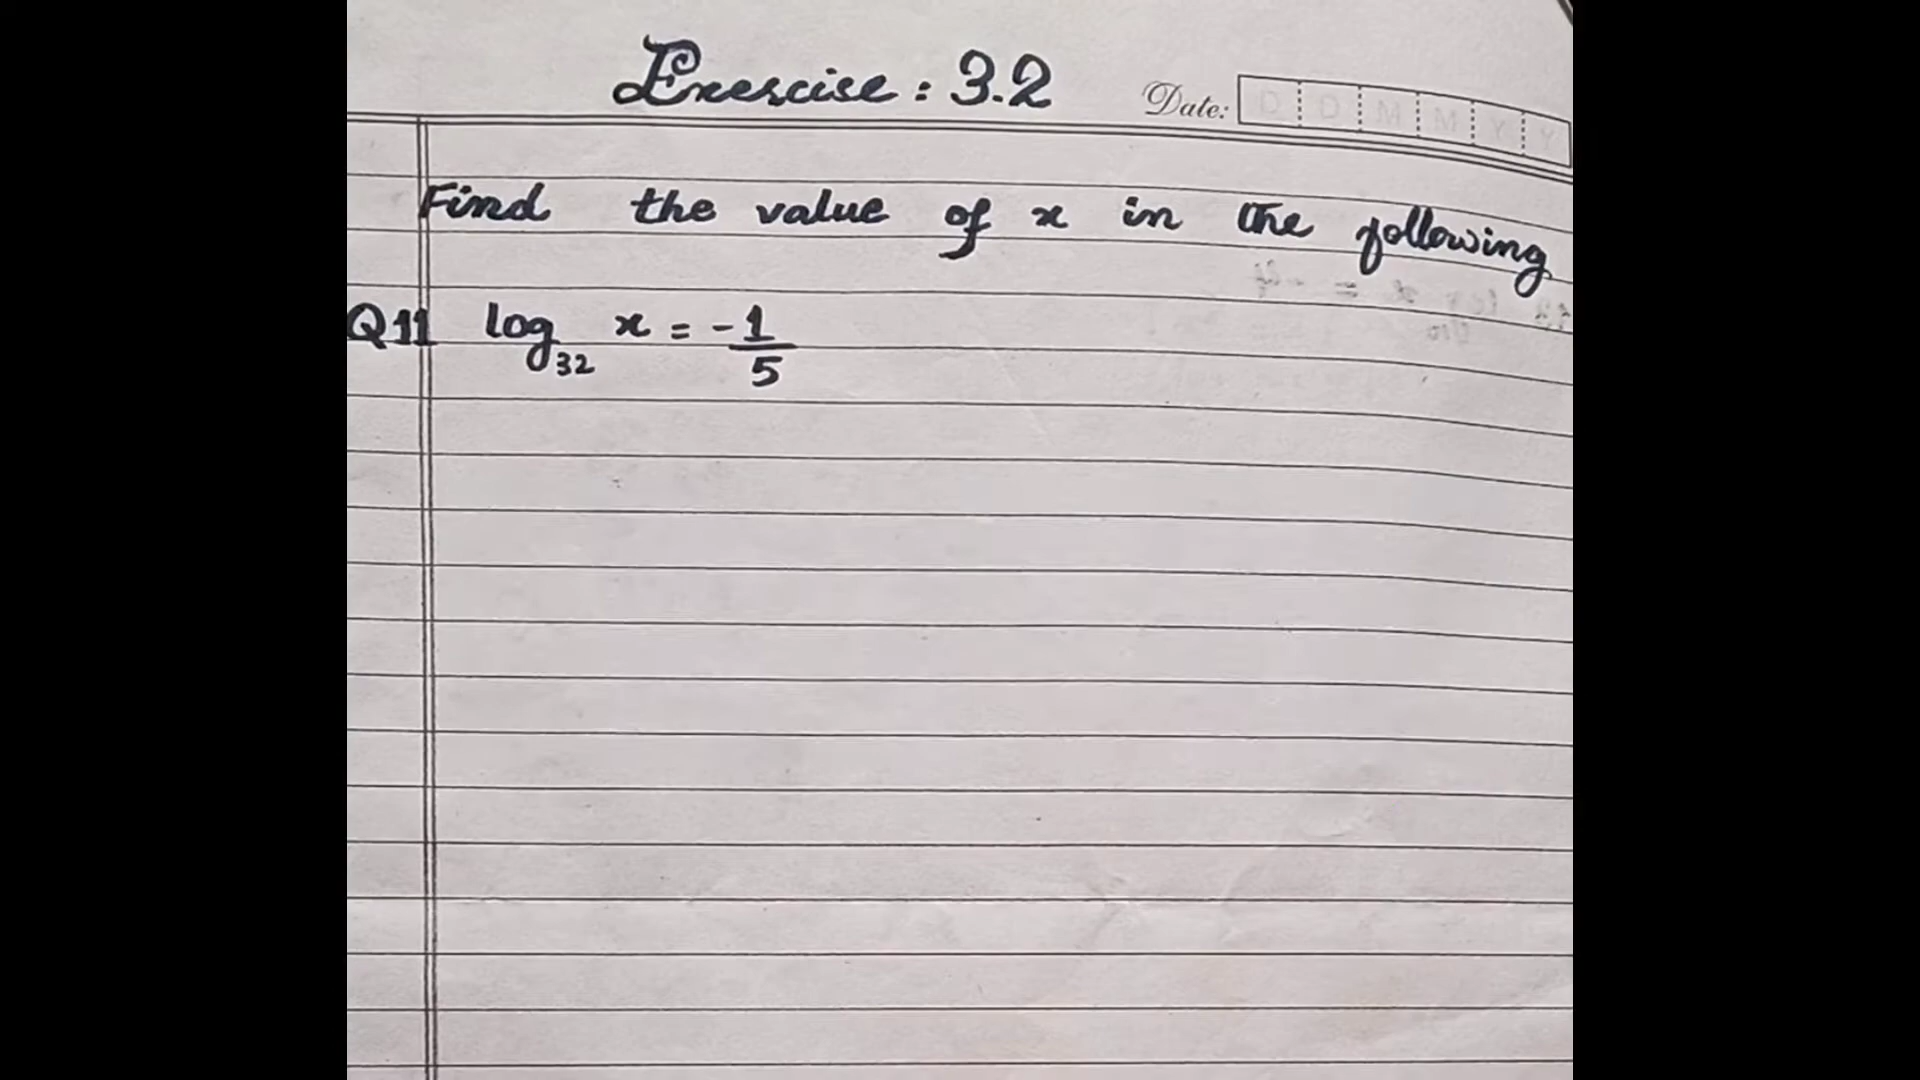 Exercise : 3.2
Date: D D M M Y Y
Find the value of x in the following
Q11 log₃₂ x = -1/5